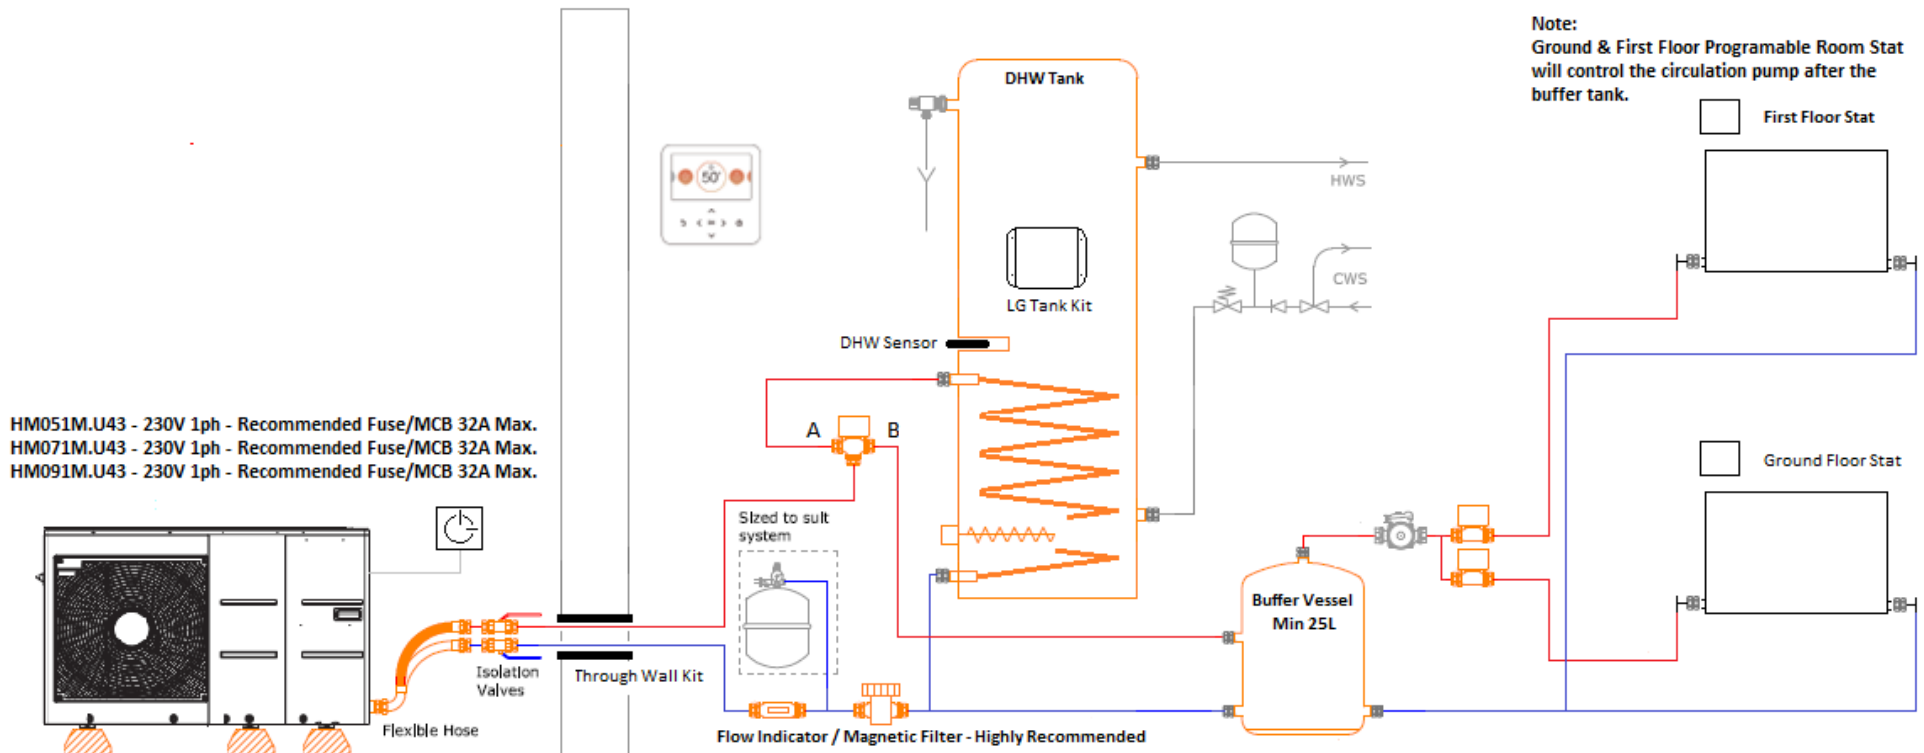 Note:
Ground & First Floor Programable Room Stat
will control the circulation pump after the
buffer tank.
DHW Tank
First Floor Stat
50°
HWS
CWS
LG Tank Kit
DHW Sensor
A
B
HM051M.U43 - 230V 1ph - Recommended Fuse/MCB 32A Max.
HM071M.U43 - 230V 1ph - Recommended Fuse/MCB 32A Max.
HM091M.U43 - 230V 1ph - Recommended Fuse/MCB 32A Max.
Ground Floor Stat
Sized to suit
system
Buffer Vessel
Min 25L
Isolation
Valves
Through Wall Kit
Flexible Hose
Flow Indicator / Magnetic Filter - Highly Recommended